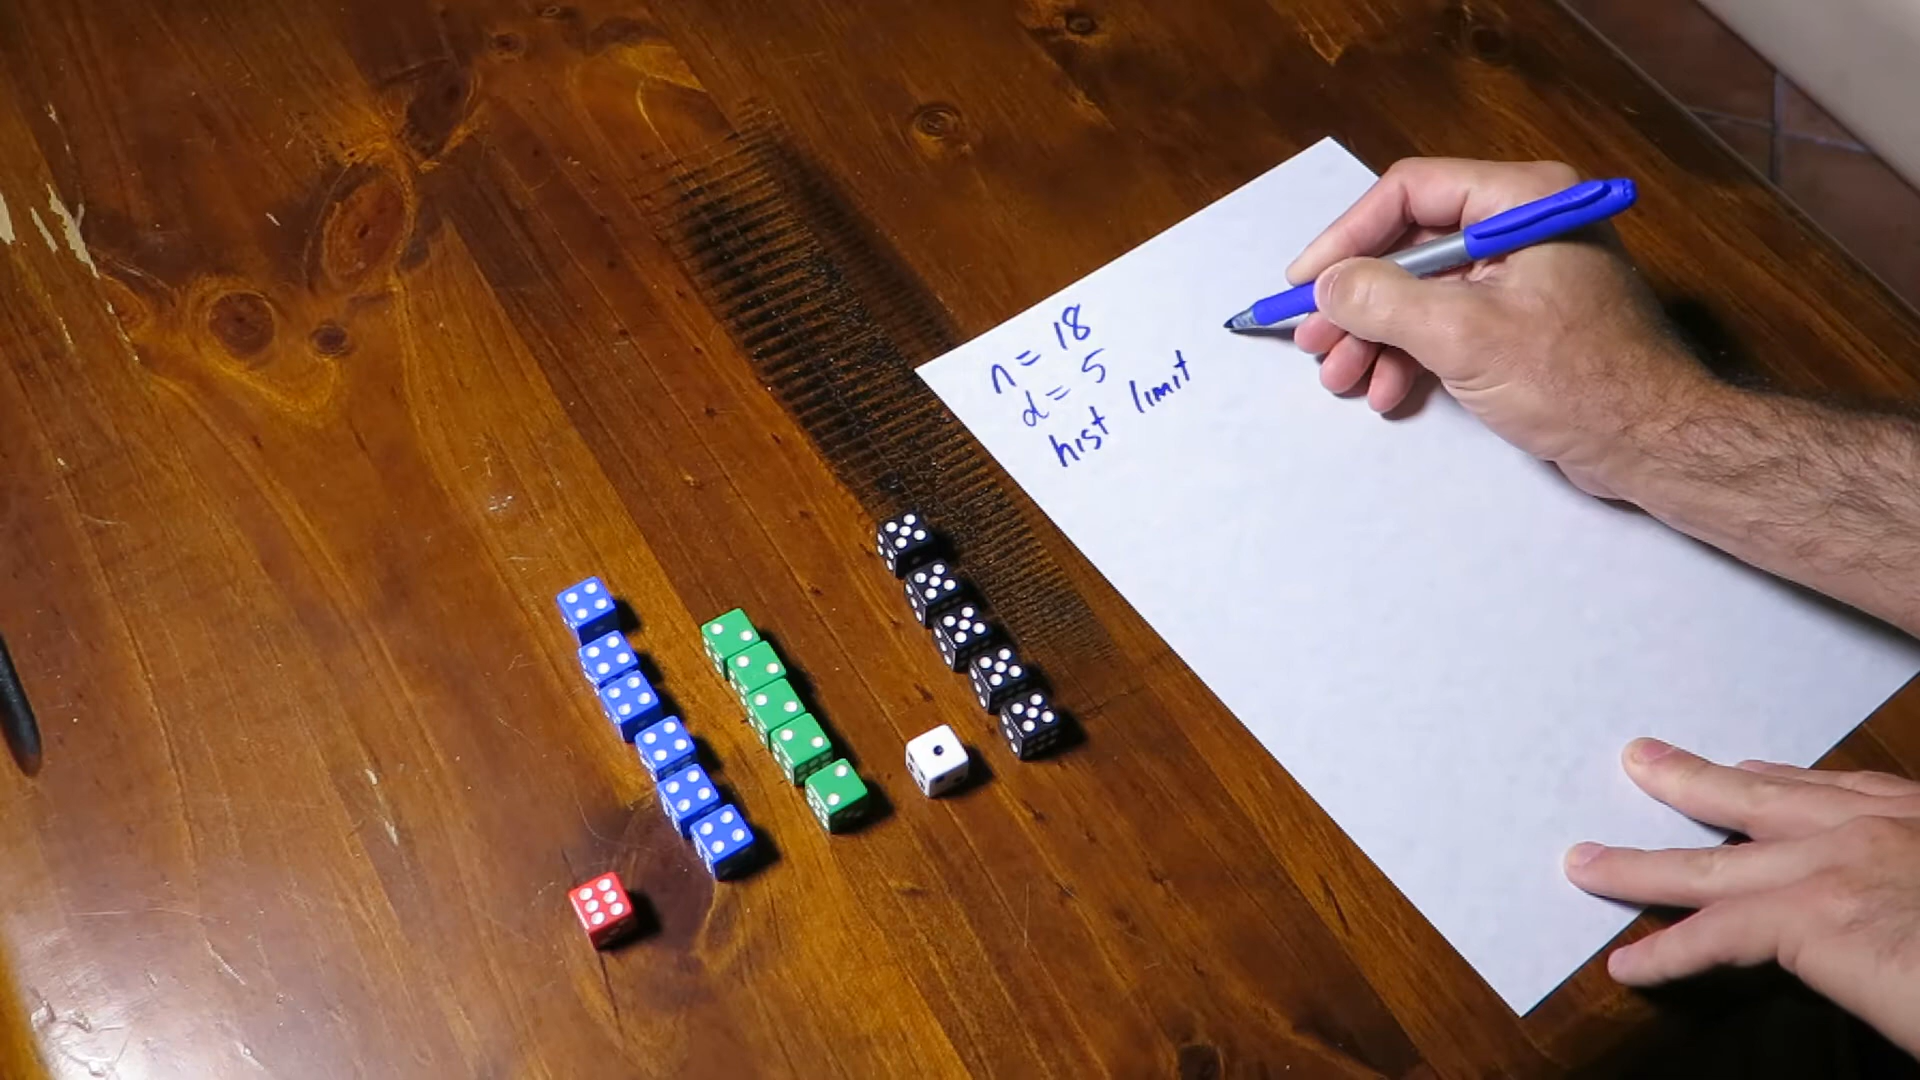 n = 18
d = 5
hist limit